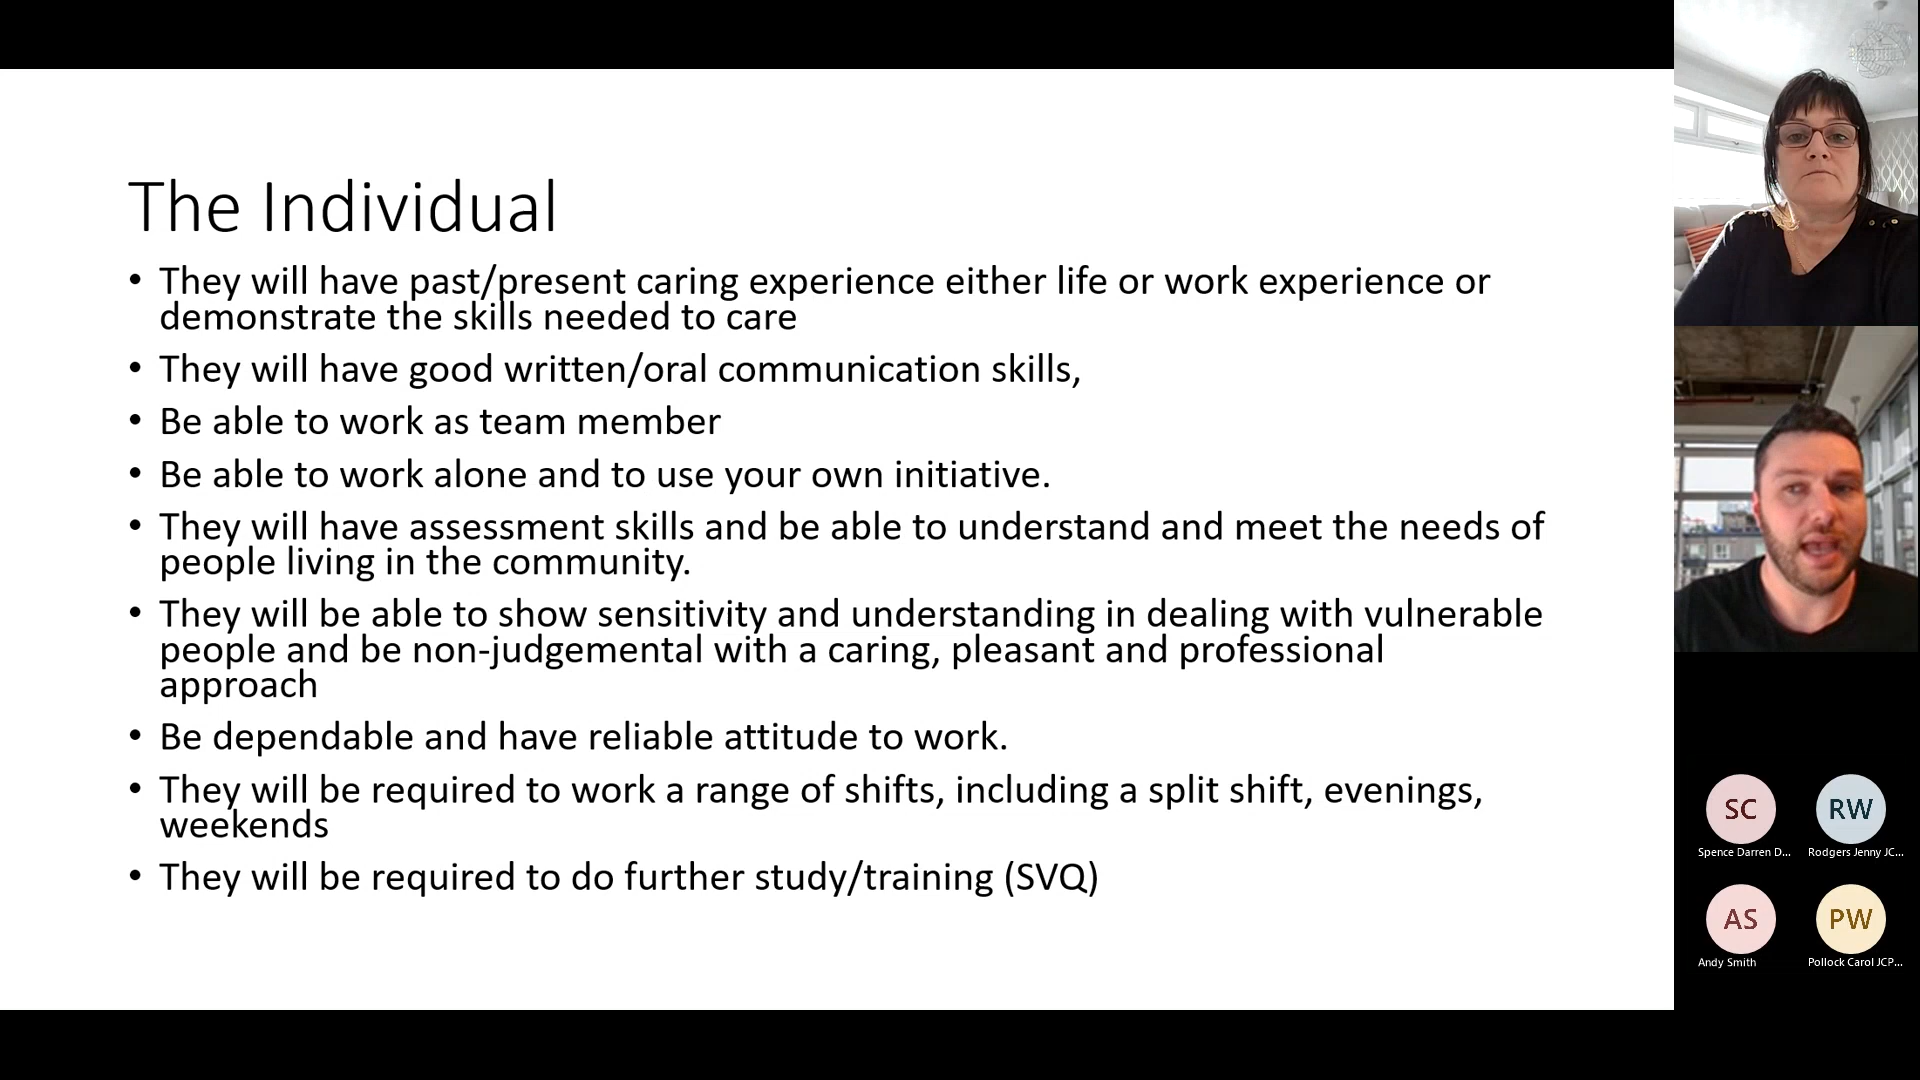 The Individual
• They will have past/present caring experience either life or work experience or
demonstrate the skills needed to care
• They will have good written/oral communication skills,
• Be able to work as team member
• Be able to work alone and to use your own initiative.
• They will have assessment skills and be able to understand and meet the needs of
people living in the community.
• They will be able to show sensitivity and understanding in dealing with vulnerable
people and be non-judgemental with a caring, pleasant and professional
approach
• Be dependable and have reliable attitude to work.
• They will be required to work a range of shifts, including a split shift, evenings,
weekends
• They will be required to do further study/training (SVQ)
SC
RW
Spence Darren D...
Rodgers Jenny JC...
AS
PW
Andy Smith
Pollock Carol JCP...